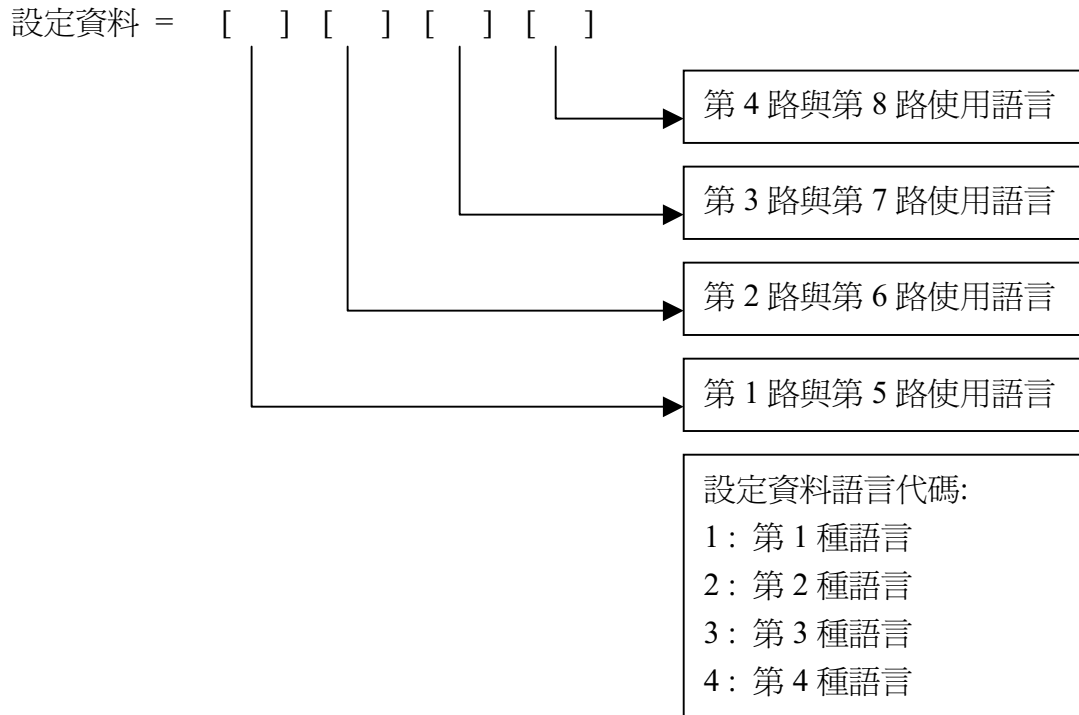 設定資料 = [ ] [ ] [ ] [ ]
第 4 路與第 8 路使用語言
第 3 路與第 7 路使用語言
第 2 路與第 6 路使用語言
第 1 路與第 5 路使用語言
設定資料語言代碼:
1 : 第 1 種語言
2 : 第 2 種語言
3 : 第 3 種語言
4 : 第 4 種語言